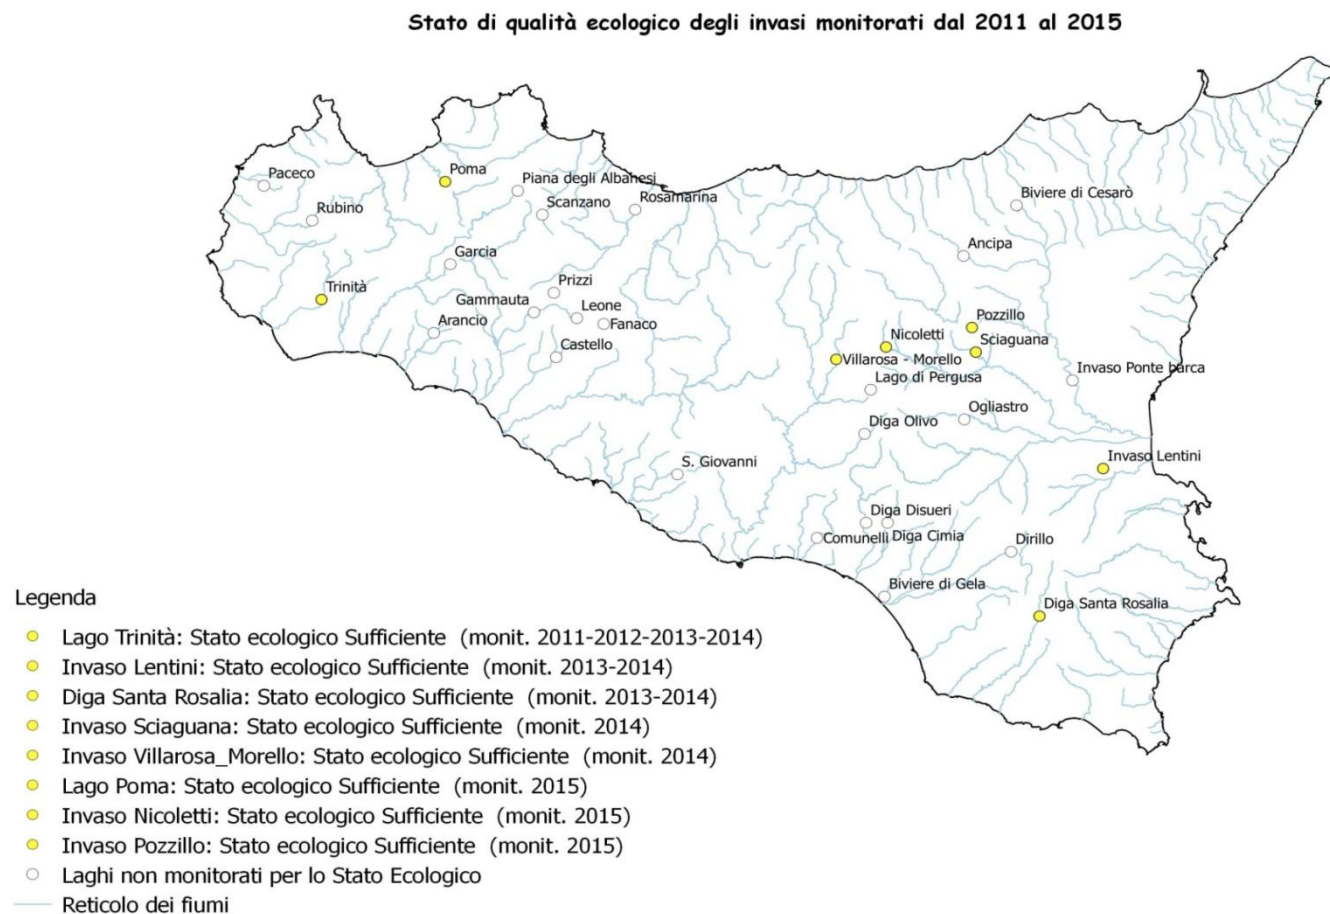 Stato di qualità ecologico degli invasi monitorati dal 2011 al 2015
Paceco
Poma
Piana degli Albanesi
Rubino
Scanzano
Rosamarina
Biviere di Cesarò
Ancipa
Garcia
Trinità
Prizzi
Gammauta
Leone
Arancio
Fanaco
Castello
Pozzillo
Nicoletti
Sciaguana
Villarosa - Morello
Invaso Ponte barca
Lago di Pergusa
Ogliastro
Diga Olivo
Invaso Lentini
S. Giovanni
Diga Disueri
Comunelli
Diga Cimia
Dirillo
Biviere di Gela
Diga Santa Rosalia
Legenda
Lago Trinità: Stato ecologico Sufficiente (monit. 2011-2012-2013-2014)
Invaso Lentini: Stato ecologico Sufficiente (monit. 2013-2014)
Diga Santa Rosalia: Stato ecologico Sufficiente (monit. 2013-2014)
Invaso Sciaguana: Stato ecologico Sufficiente (monit. 2014)
Invaso Villarosa_Morello: Stato ecologico Sufficiente (monit. 2014)
Lago Poma: Stato ecologico Sufficiente (monit. 2015)
Invaso Nicoletti: Stato ecologico Sufficiente (monit. 2015)
Invaso Pozzillo: Stato ecologico Sufficiente (monit. 2015)
Laghi non monitorati per lo Stato Ecologico
Reticolo dei fiumi